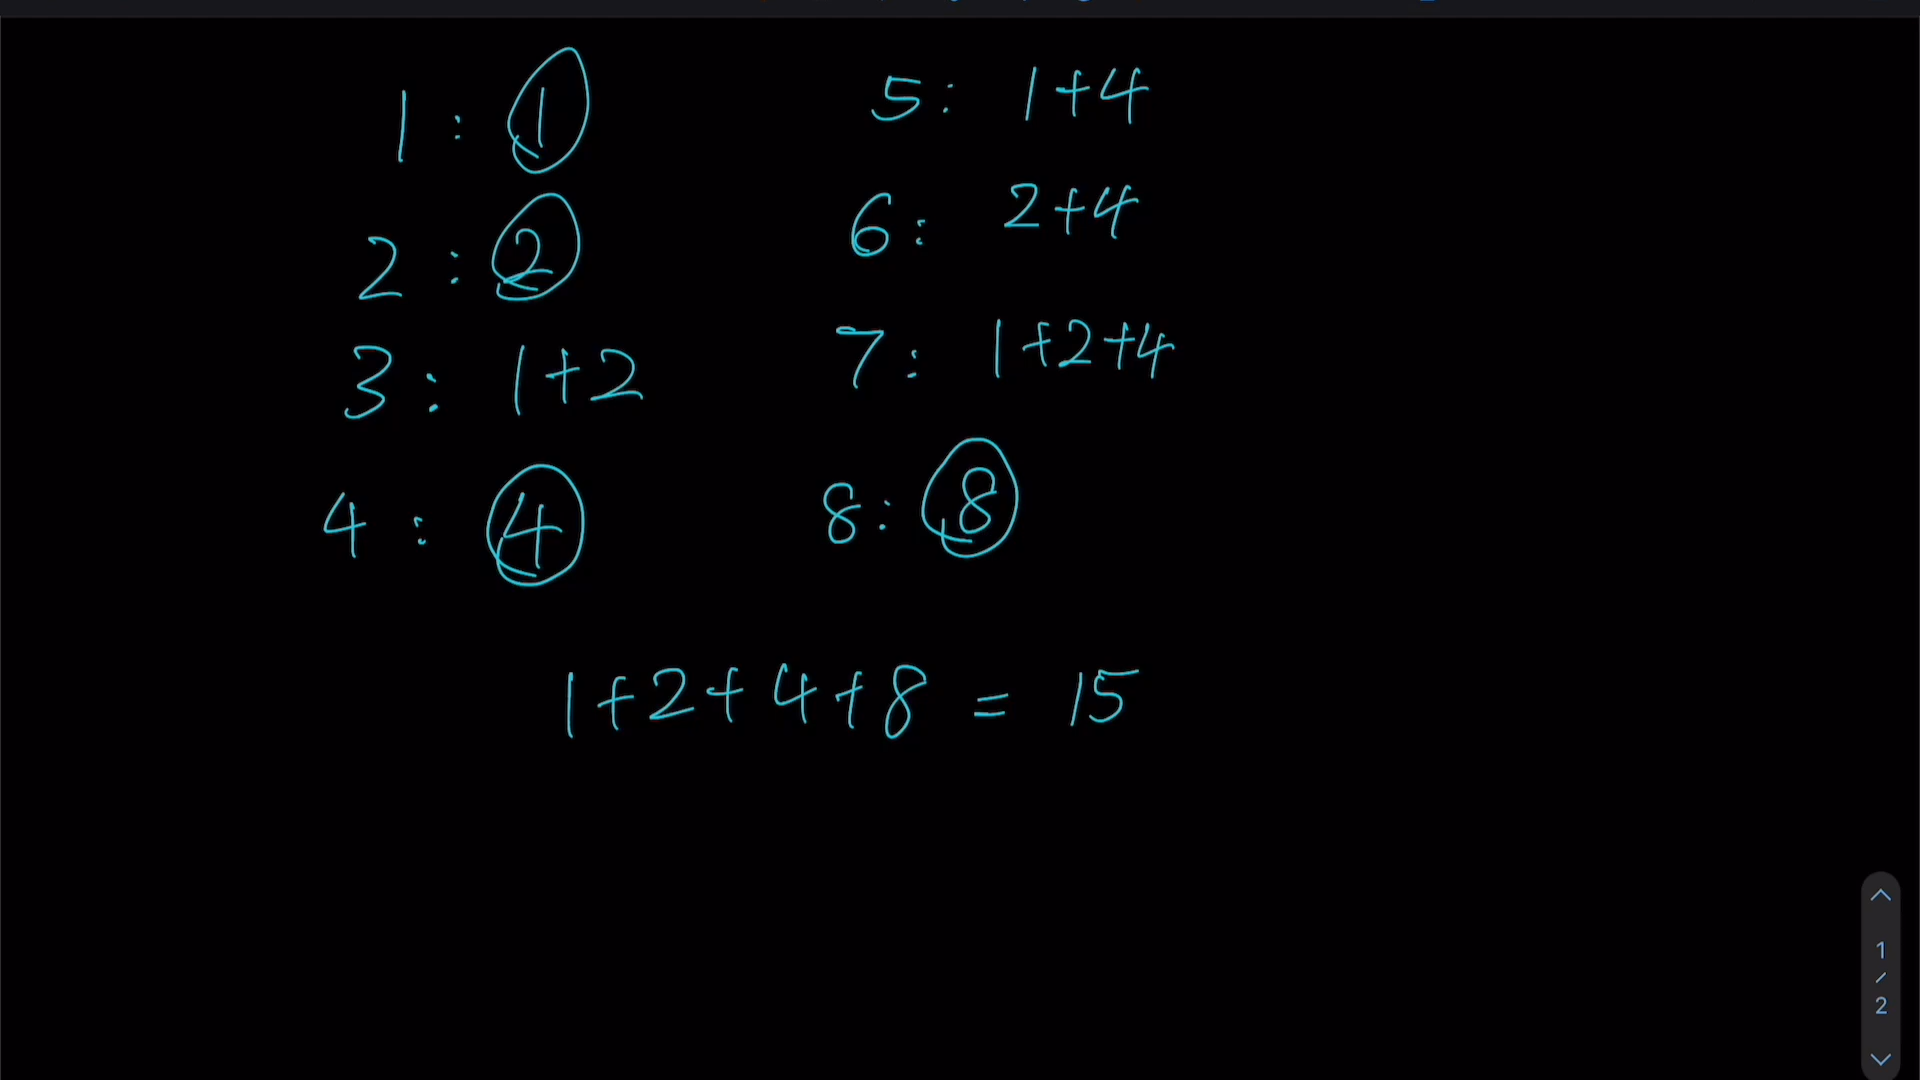 1 : 1
2 : 2
3 : 1+2
4 : 4
5 : 1+4
6 : 2+4
7 : 1+2+4
8 : 8
1+2+4+8 = 15
1
/
2